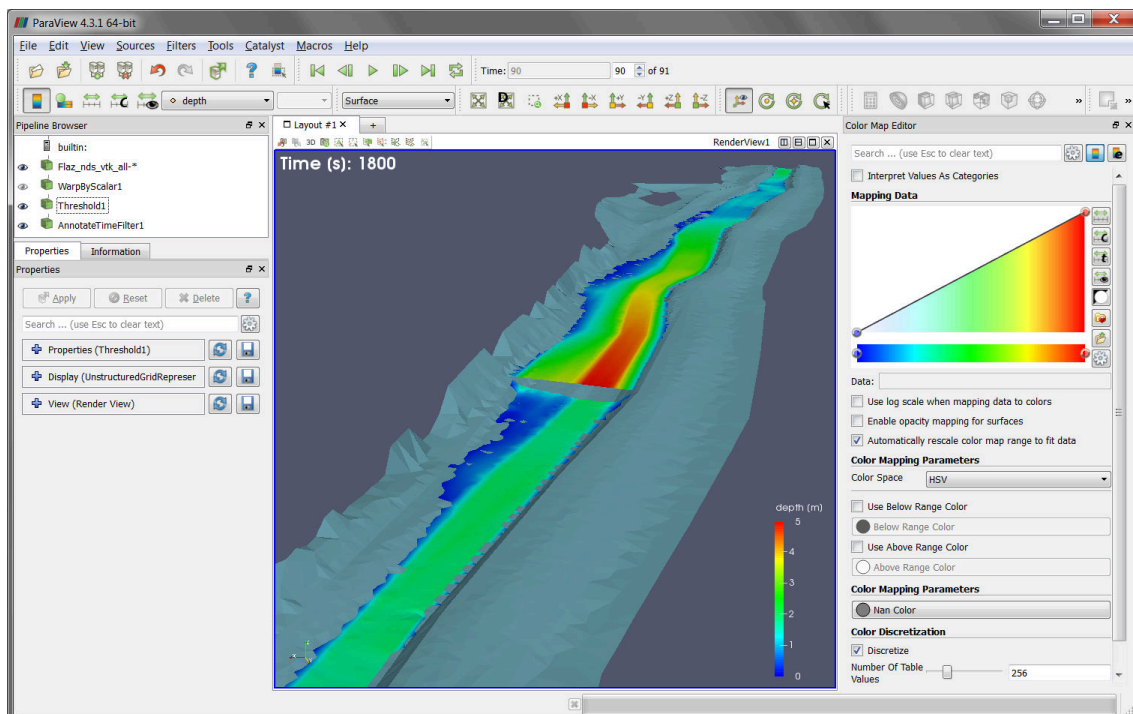 ParaView 4.3.1 64-bit
File Edit View Sources Filters Tools Catalyst Macros Help
Time: 90 90 of 91
depth Surface
Pipeline Browser
builtin:
Flaz_nds_vtk_all-*
WarpByScalar1
Threshold1
AnnotateTimeFilter1
Properties Information
Properties
Apply Reset Delete ?
Search ... (use Esc to clear text)
Properties (Threshold1)
Display (UnstructuredGridRepreser
View (Render View)
Layout #1 +
3D RenderView1
Time (s): 1800
depth (m)
5
4
3
2
1
0
Color Map Editor
Search ... (use Esc to clear text)
Interpret Values As Categories
Mapping Data
Data:
Use log scale when mapping data to colors
Enable opacity mapping for surfaces
Automatically rescale color map range to fit data
Color Mapping Parameters
Color Space HSV
Use Below Range Color
Below Range Color
Use Above Range Color
Above Range Color
Color Mapping Parameters
Nan Color
Color Discretization
Discretize
Number Of Table
Values 256